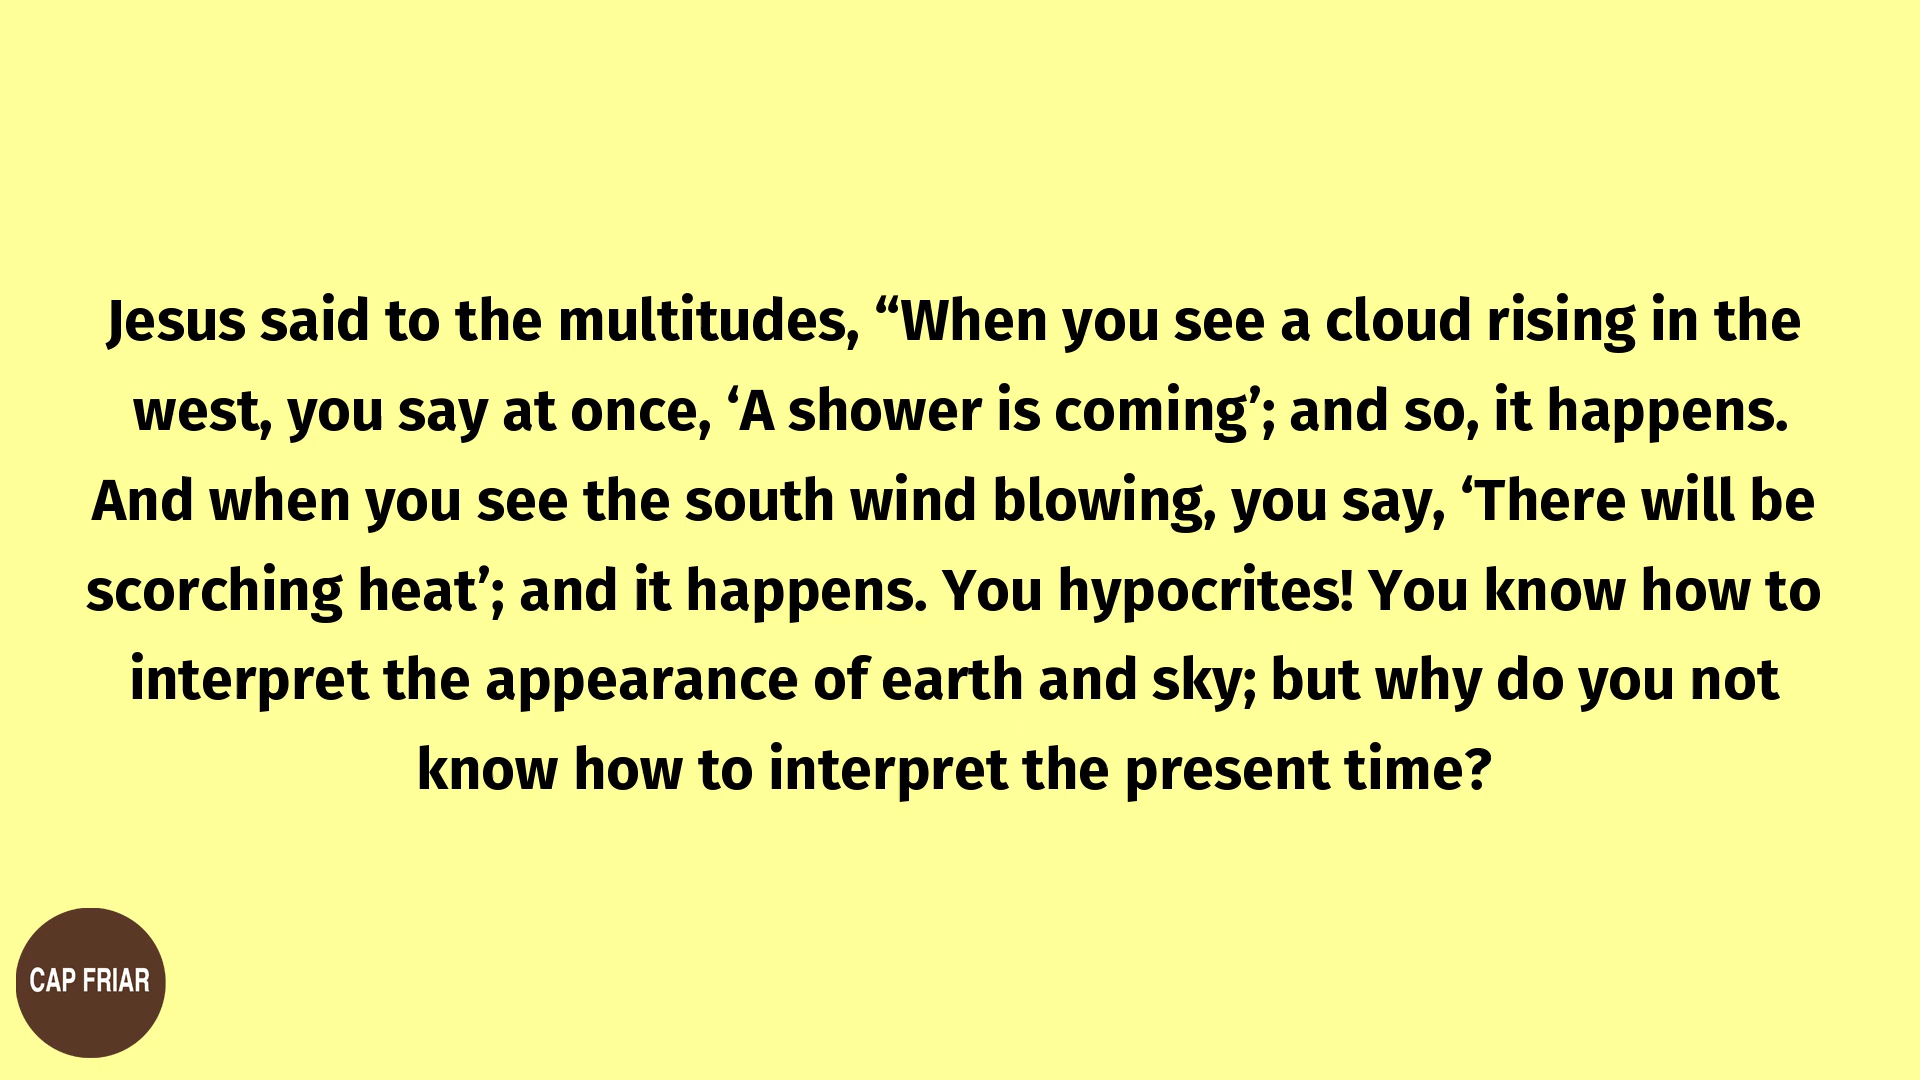 Jesus said to the multitudes, “When you see a cloud rising in the
west, you say at once, ‘A shower is coming’; and so, it happens.
And when you see the south wind blowing, you say, ‘There will be
scorching heat’; and it happens. You hypocrites! You know how to
interpret the appearance of earth and sky; but why do you not
know how to interpret the present time?
CAP FRIAR